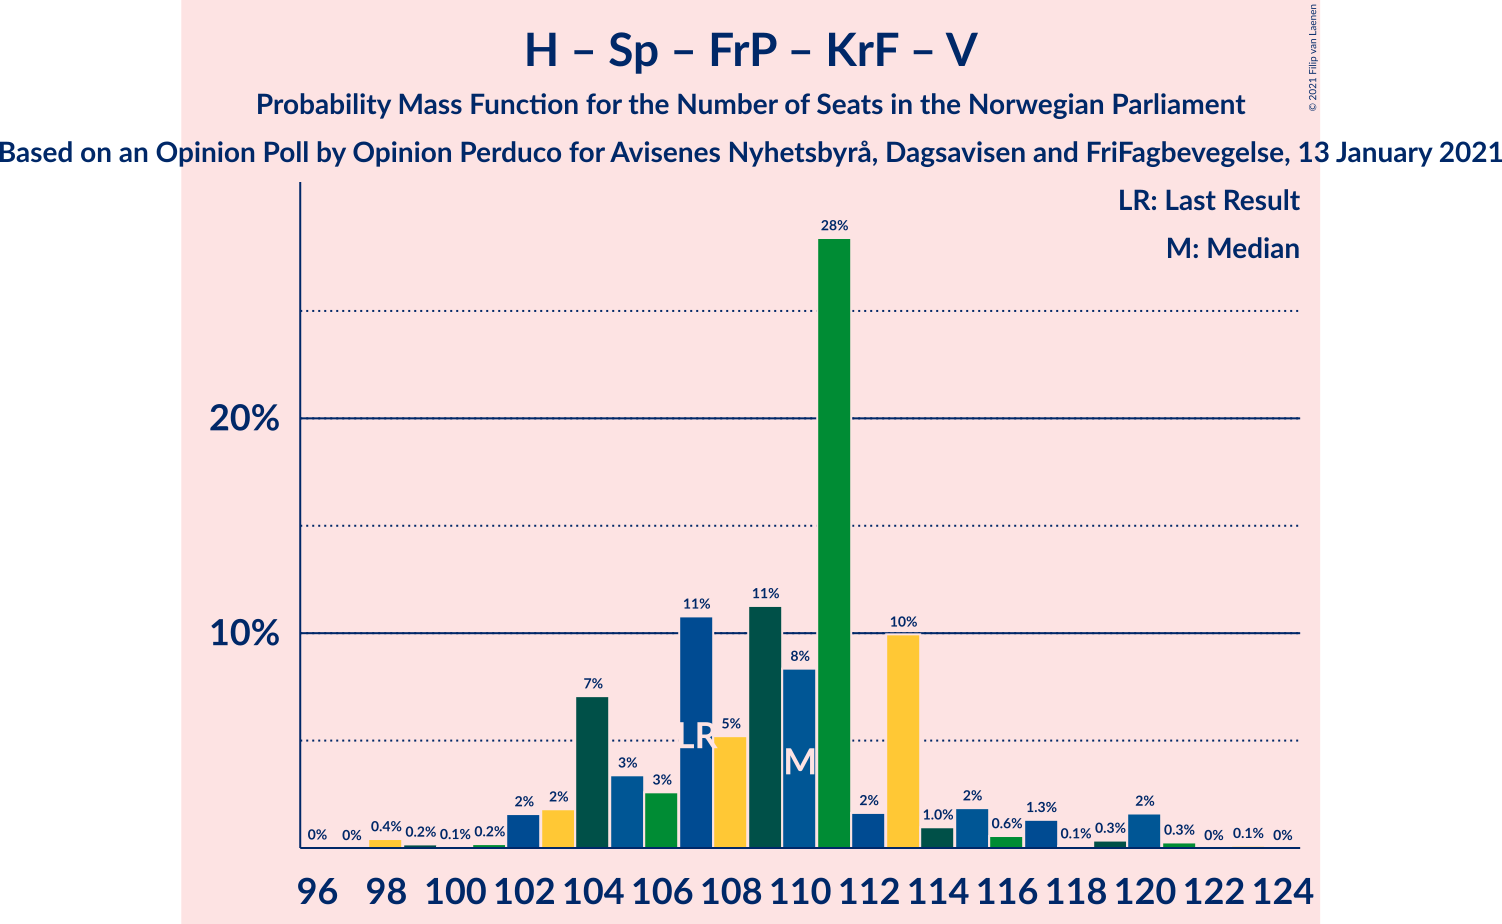 H – Sp – FrP – KrF – V
Probability Mass Function for the Number of Seats in the Norwegian Parliament
Based on an Opinion Poll by Opinion Perduco for Avisenes Nyhetsbyrå, Dagsavisen and FriFagbevegelse, 13 January 2021
© 2021 Filip van Laenen
LR: Last Result
M: Median
28%
20%
11% 11% 10%
10%
8%
7%
LR 5%
M
3% 3%
2% 2% 2% 2% 1.3% 2%
0% 0% 0.4% 0.2% 0.1% 0.2% 1.0% 0.6% 0.1% 0.3% 0.3% 0% 0.1% 0%
96 98 100 102 104 106 108 110 112 114 116 118 120 122 124